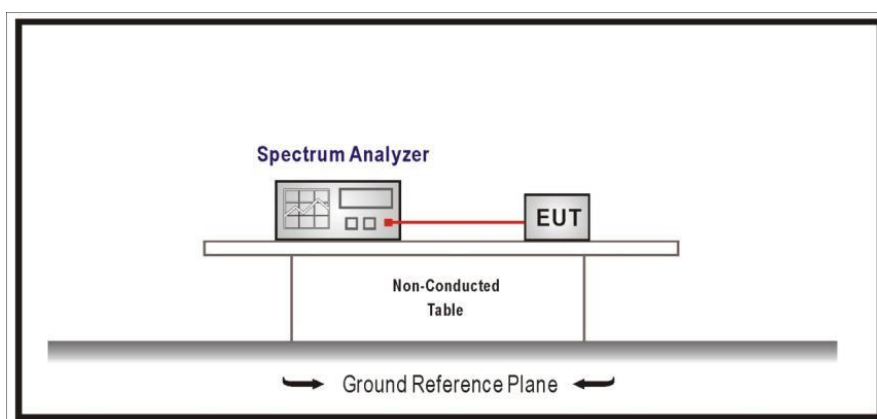 Spectrum Analyzer
EUT
Non-Conducted
Table
Ground Reference Plane